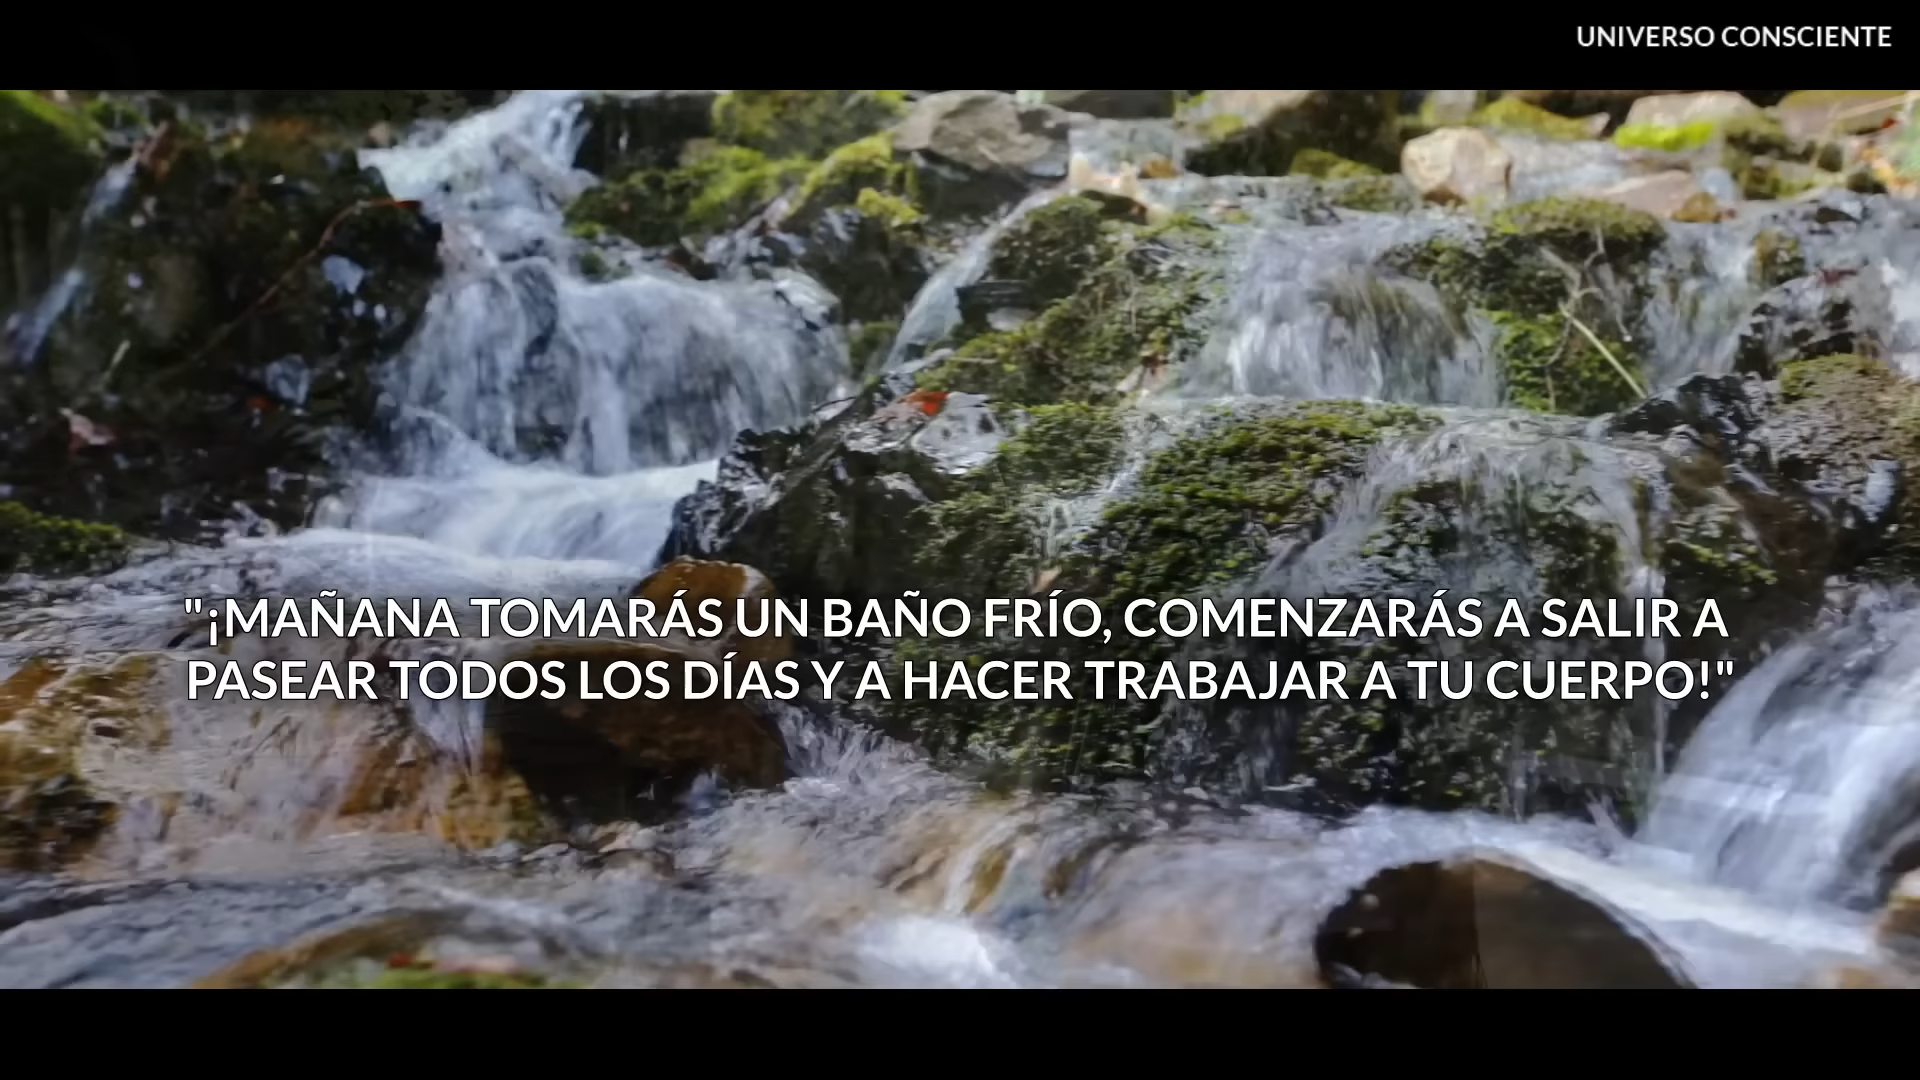 UNIVERSO CONSCIENTE
"¡MAÑANA TOMARÁS UN BAÑO FRÍO, COMENZARÁS A SALIR A
PASEAR TODOS LOS DÍAS Y A HACER TRABAJAR A TU CUERPO!"